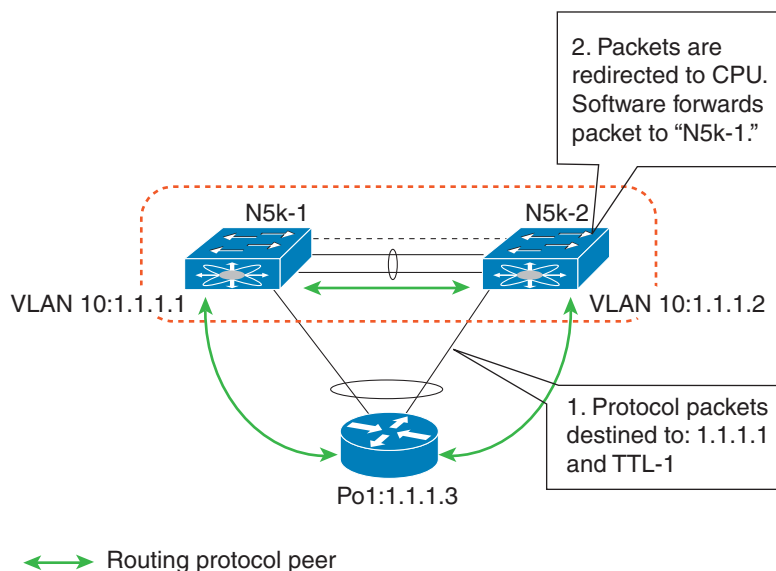 2. Packets are
redirected to CPU.
Software forwards
packet to “N5k-1.”
N5k-1
N5k-2
VLAN 10:1.1.1.1
VLAN 10:1.1.1.2
1. Protocol packets
destined to: 1.1.1.1
and TTL-1
Po1:1.1.1.3
Routing protocol peer